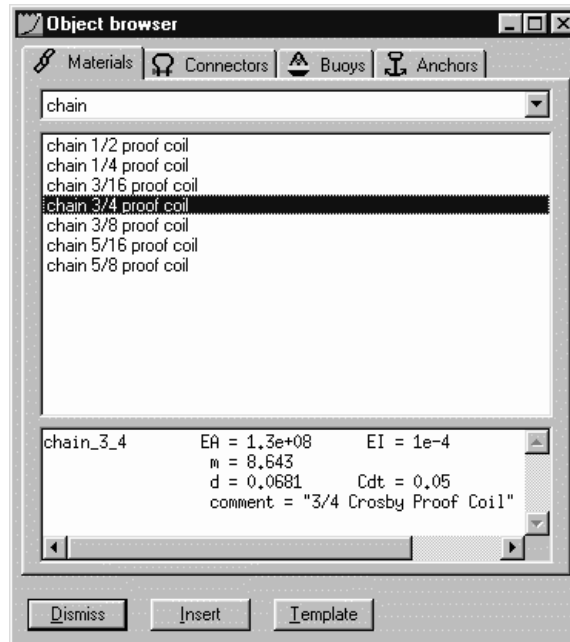 Object browser
Materials Connectors Buoys Anchors
chain
chain 1/2 proof coil
chain 1/4 proof coil
chain 3/16 proof coil
chain 3/4 proof coil
chain 3/8 proof coil
chain 5/16 proof coil
chain 5/8 proof coil
chain_3_4 EA = 1.3e+08 EI = 1e-4
m = 8.643
d = 0.0681 Cdt = 0.05
comment = "3/4 Crosby Proof Coil"
Dismiss Insert Template